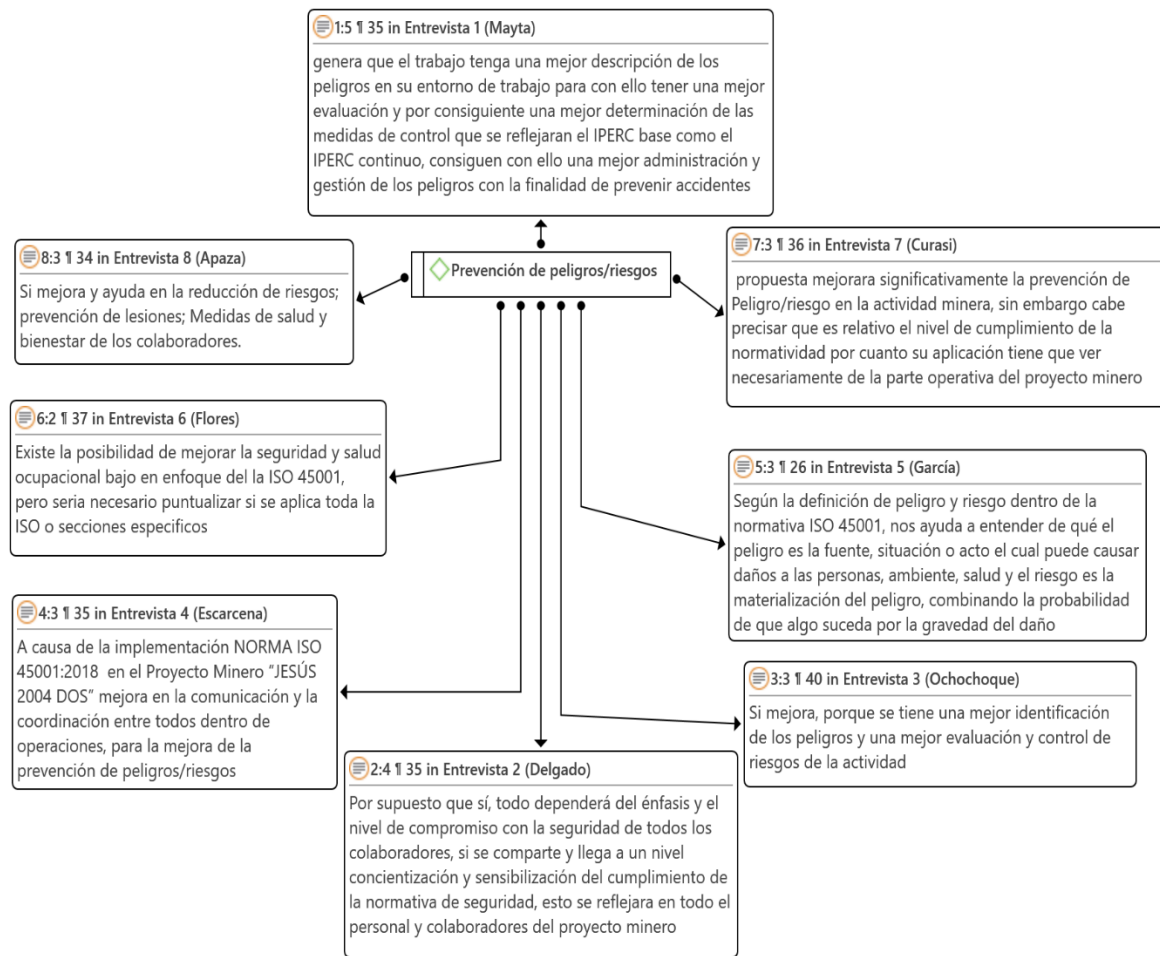 1:5 ¶ 35 in Entrevista 1 (Mayta)
genera que el trabajo tenga una mejor descripción de los
peligros en su entorno de trabajo para con ello tener una mejor
evaluación y por consiguiente una mejor determinación de las
medidas de control que se reflejaran el IPERC base como el
IPERC continuo, consiguen con ello una mejor administración y
gestión de los peligros con la finalidad de prevenir accidentes
Prevención de peligros/riesgos
8:3 ¶ 34 in Entrevista 8 (Apaza)
Si mejora y ayuda en la reducción de riesgos;
prevención de lesiones; Medidas de salud y
bienestar de los colaboradores.
7:3 ¶ 36 in Entrevista 7 (Curasi)
propuesta mejorara significativamente la prevención de
Peligro/riesgo en la actividad minera, sin embargo cabe
precisar que es relativo el nivel de cumplimiento de la
normatividad por cuanto su aplicación tiene que ver
necesariamente de la parte operativa del proyecto minero
6:2 ¶ 37 in Entrevista 6 (Flores)
Existe la posibilidad de mejorar la seguridad y salud
ocupacional bajo en enfoque del la ISO 45001,
pero seria necesario puntualizar si se aplica toda la
ISO o secciones especificos
5:3 ¶ 26 in Entrevista 5 (García)
Según la definición de peligro y riesgo dentro de la
normativa ISO 45001, nos ayuda a entender de qué el
peligro es la fuente, situación o acto el cual puede causar
daños a las personas, ambiente, salud y el riesgo es la
materialización del peligro, combinando la probabilidad
de que algo suceda por la gravedad del daño
4:3 ¶ 35 in Entrevista 4 (Escarcena)
A causa de la implementación NORMA ISO
45001:2018 en el Proyecto Minero "JESÚS
2004 DOS" mejora en la comunicación y la
coordinación entre todos dentro de
operaciones, para la mejora de la
prevención de peligros/riesgos
3:3 ¶ 40 in Entrevista 3 (Ochochoque)
Si mejora, porque se tiene una mejor identificación
de los peligros y una mejor evaluación y control de
riesgos de la actividad
2:4 ¶ 35 in Entrevista 2 (Delgado)
Por supuesto que sí, todo dependerá del énfasis y el
nivel de compromiso con la seguridad de todos los
colaboradores, si se comparte y llega a un nivel
concientización y sensibilización del cumplimiento de
la normativa de seguridad, esto se reflejara en todo el
personal y colaboradores del proyecto minero